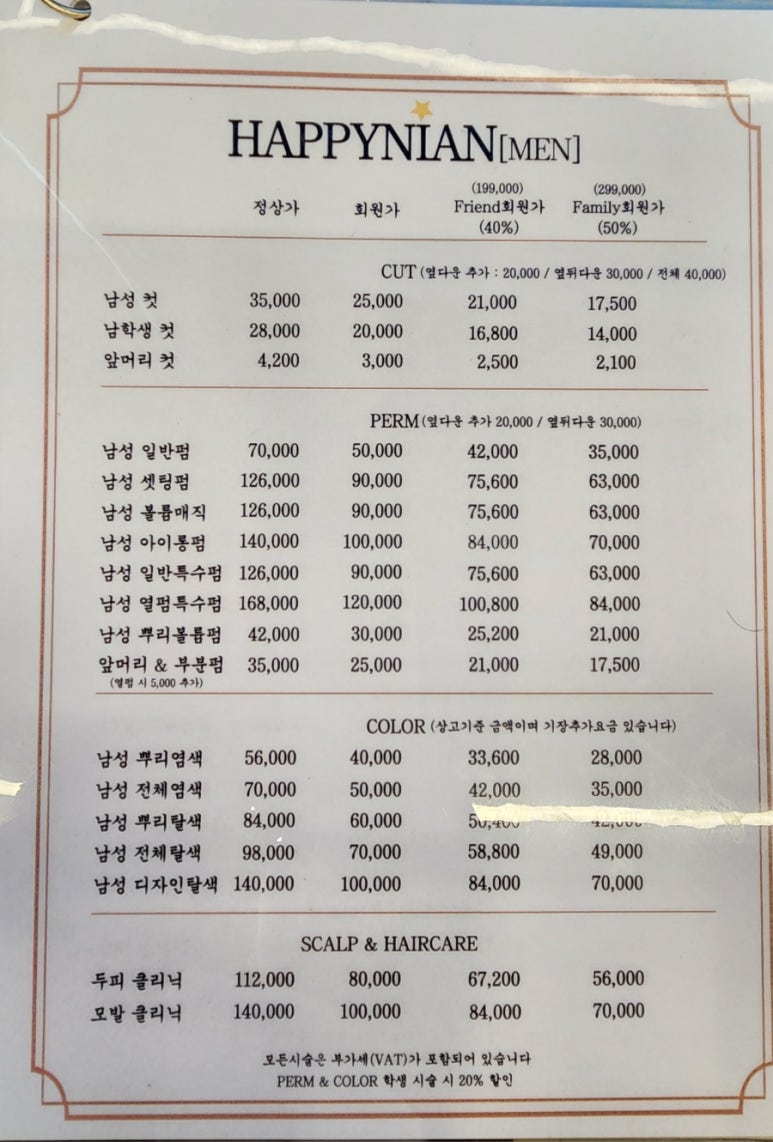 HAPPYNIAN[MEN]
정상가 회원가 (199,000) Friend회원가 (40%) (299,000) Family회원가 (50%)
CUT (옆다운 추가 : 20,000 / 옆뒤다운 30,000 / 전체 40,000)
남성 컷 35,000 25,000 21,000 17,500
남학생 컷 28,000 20,000 16,800 14,000
앞머리 컷 4,200 3,000 2,500 2,100
PERM (옆다운 추가 20,000 / 옆뒤다운 30,000)
남성 일반펌 70,000 50,000 42,000 35,000
남성 셋팅펌 126,000 90,000 75,600 63,000
남성 볼륨매직 126,000 90,000 75,600 63,000
남성 아이롱펌 140,000 100,000 84,000 70,000
남성 일반특수펌 126,000 90,000 75,600 63,000
남성 열펌특수펌 168,000 120,000 100,800 84,000
남성 뿌리볼륨펌 42,000 30,000 25,200 21,000
앞머리 & 부분펌 35,000 25,000 21,000 17,500
(열펌 시 5,000 추가)
COLOR (상고기준 금액이며 기장추가요금 있습니다)
남성 뿌리염색 56,000 40,000 33,600 28,000
남성 전체염색 70,000 50,000 42,000 35,000
남성 뿌리탈색 84,000 60,000 50,400 42,000
남성 전체탈색 98,000 70,000 58,800 49,000
남성 디자인탈색 140,000 100,000 84,000 70,000
SCALP & HAIRCARE
두피 클리닉 112,000 80,000 67,200 56,000
모발 클리닉 140,000 100,000 84,000 70,000
모든시술은 부가세(VAT)가 포함되어 있습니다
PERM & COLOR 학생 시술 시 20% 할인